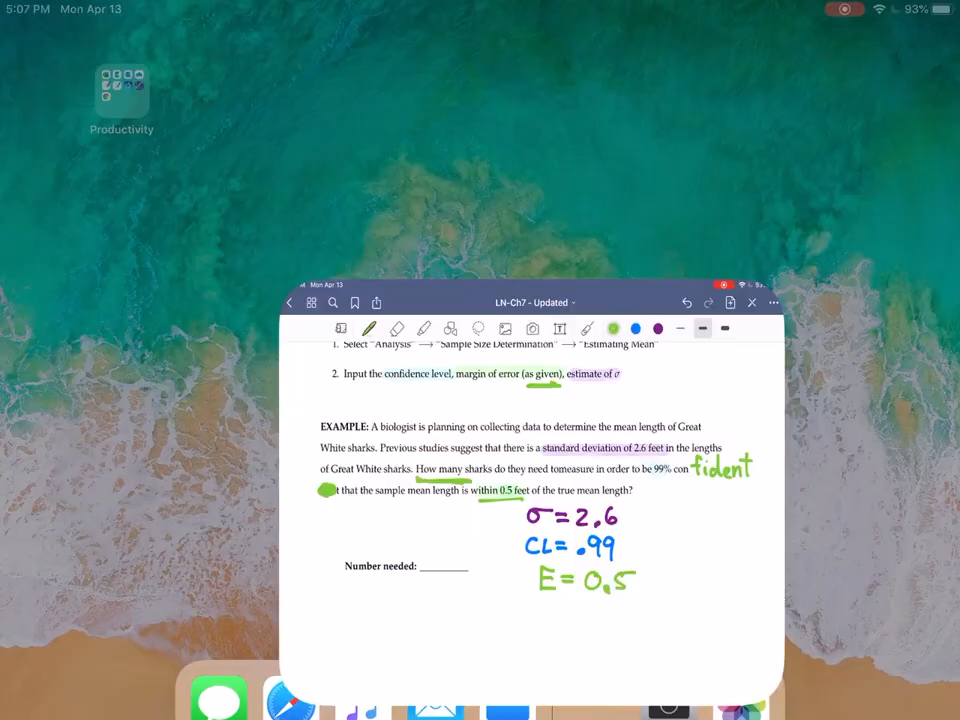 5:07 PM Mon Apr 13
93%
Productivity
Mon Apr 13
LN-Ch7 - Updated
1. Select "Analysis" ⟶ "Sample Size Determination" ⟶ "Estimating Mean"
2. Input the confidence level, margin of error (as given), estimate of σ
EXAMPLE: A biologist is planning on collecting data to determine the mean length of Great
White sharks. Previous studies suggest that there is a standard deviation of 2.6 feet in the lengths
of Great White sharks. How many sharks do they need tomeasure in order to be 99% con fident
t that the sample mean length is within 0.5 feet of the true mean length?
σ = 2.6
CL = .99
Number needed: ________
E = 0.5